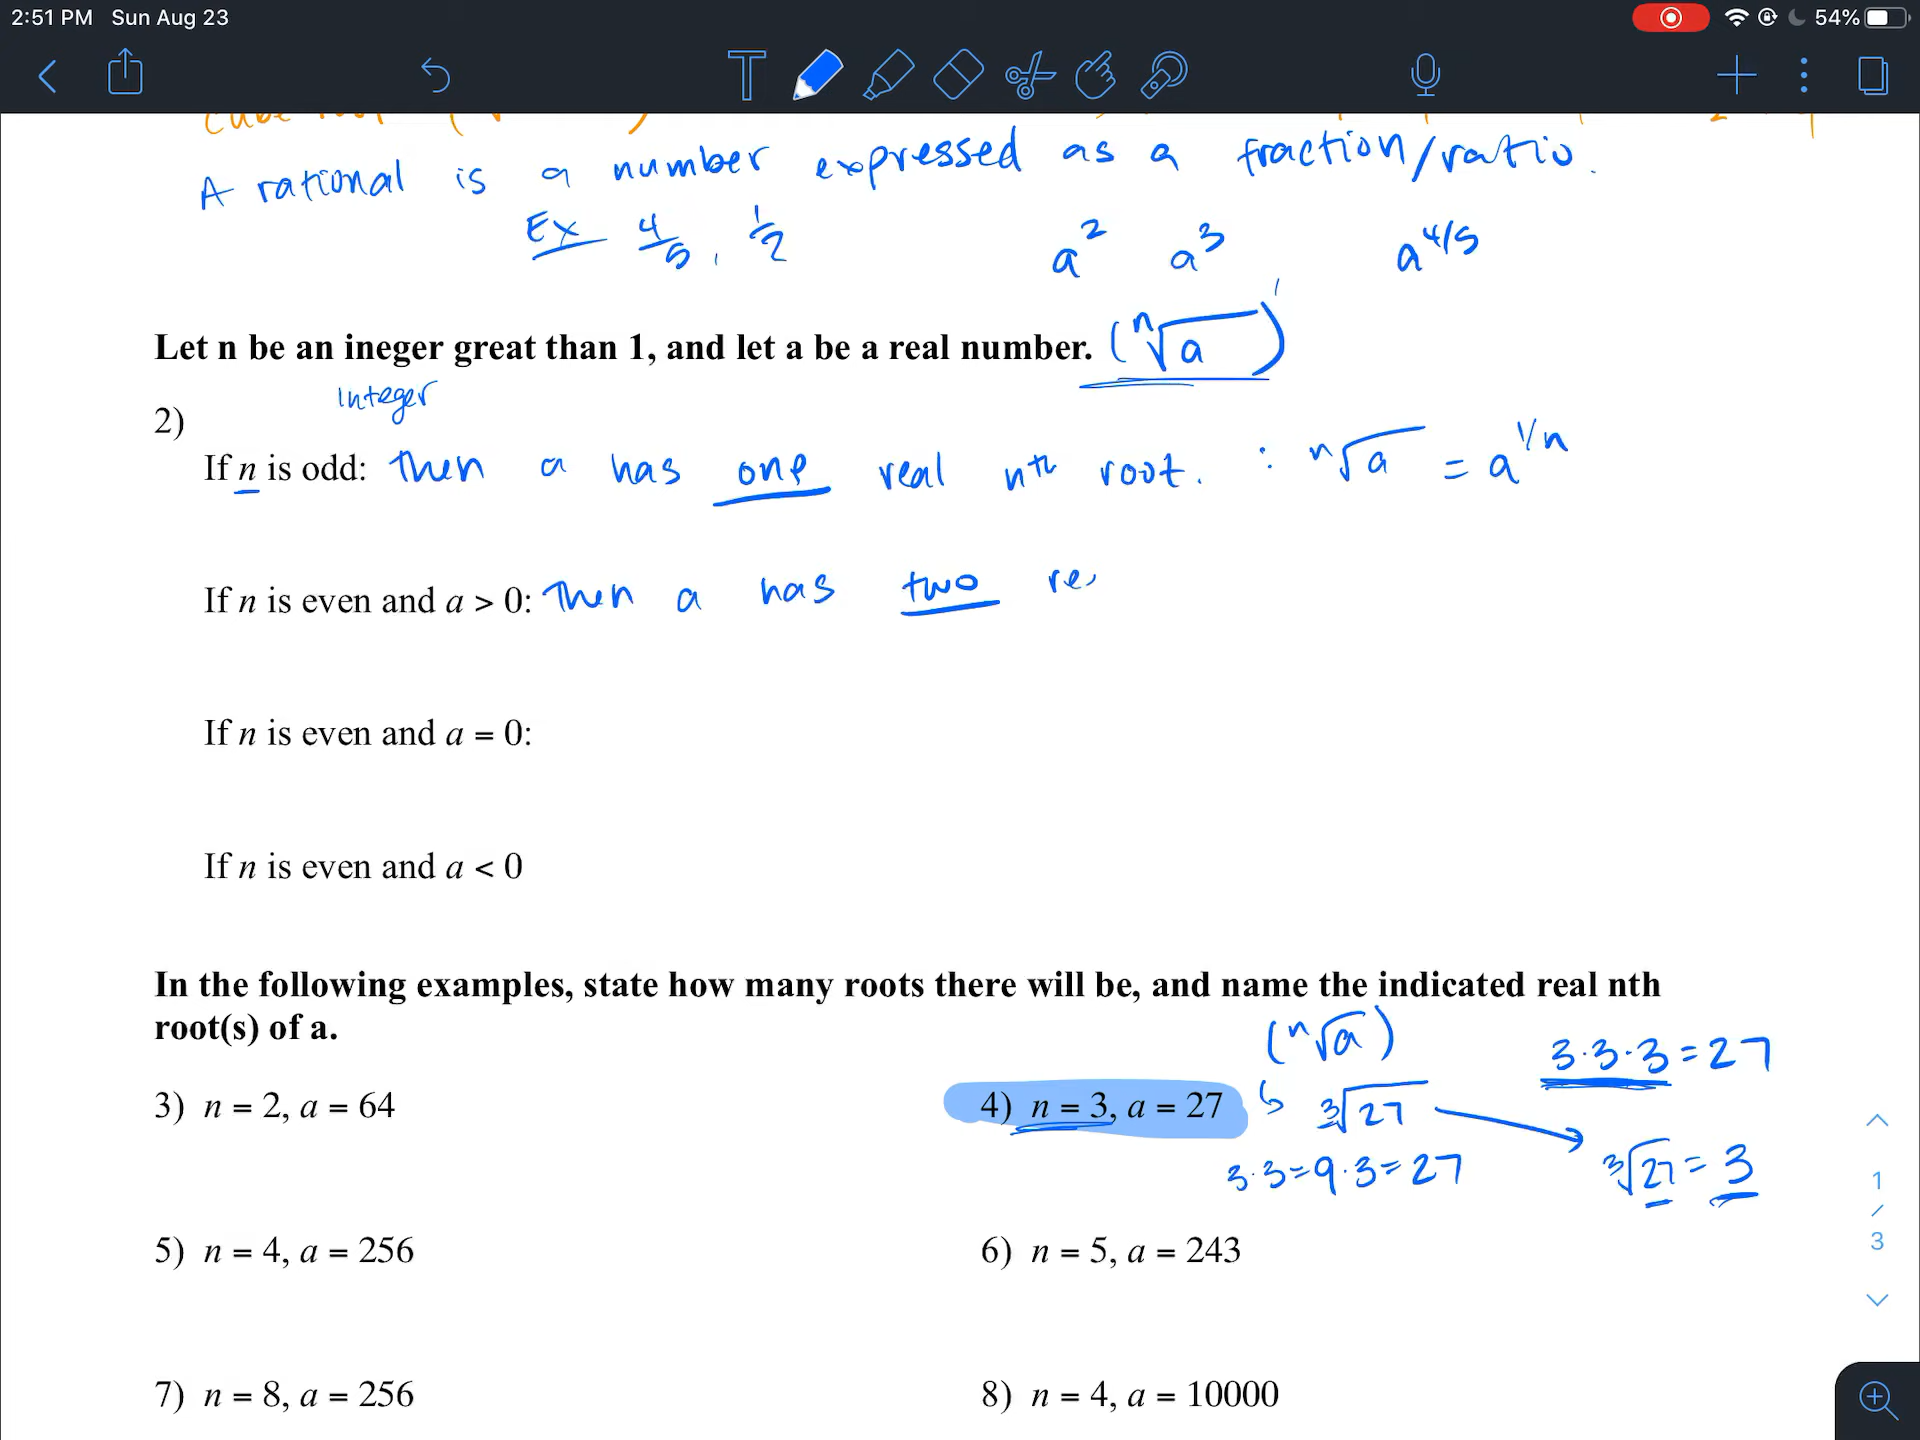 2:51 PM Sun Aug 23 54%
A rational is a number expressed as a fraction/ratio.
Ex 4/5, 1/2 a² a³ a^4/5
Let n be an ineger great than 1, and let a be a real number. (ⁿ√a)
Integer
2)
If n is odd: then a has one real nth root. : ⁿ√a = a^1/n
If n is even and a > 0: Then a has two re
If n is even and a = 0:
If n is even and a < 0
In the following examples, state how many roots there will be, and name the indicated real nth
root(s) of a.
(ⁿ√a) 3·3·3=27
3) n = 2, a = 64 4) n = 3, a = 27 ³√27
3·3=9·3=27 ³√27 = 3
5) n = 4, a = 256 6) n = 5, a = 243
7) n = 8, a = 256 8) n = 4, a = 10000
1
/
3